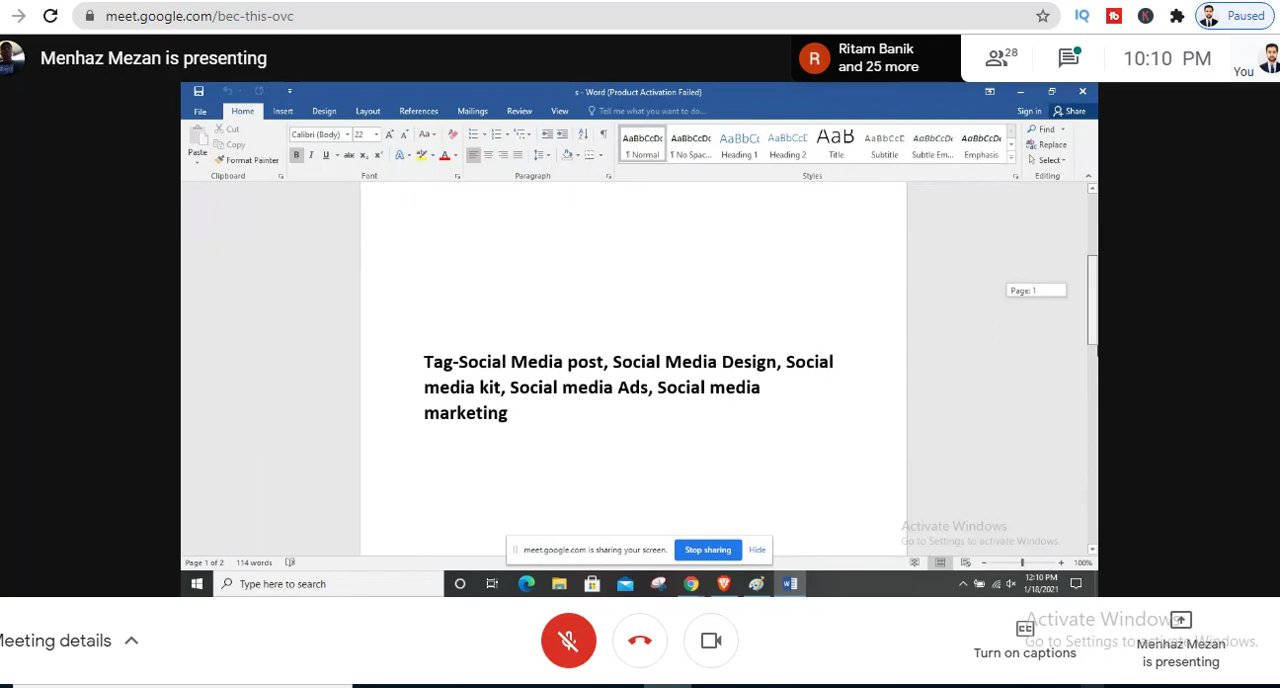 meet.google.com/bec-this-ovc
IQ
K
Paused
Menhaz Mezan is presenting
R
Ritam Banik
and 25 more
28
10:10 PM
You
s - Word (Product Activation Failed)
File Home Insert Design Layout References Mailings Review View Tell me what you want to do...
Sign in Share
Paste
Cut
Copy
Format Painter
Clipboard
Calibri (Body) 22
Font
Paragraph
AaBbCcDc AaBbCcDc AaBbC AaBbCcC AaB AaBbCcD AaBbCcDc AaBbCcDc
¶ Normal ¶ No Spac... Heading 1 Heading 2 Title Subtitle Subtle Em... Emphasis
Styles
Find
Replace
Select
Editing
Page: 1
Tag-Social Media post, Social Media Design, Social
media kit, Social media Ads, Social media
marketing
Activate Windows
Go to Settings to activate Windows.
meet.google.com is sharing your screen. Stop sharing Hide
Page 1 of 2 114 words
100%
Type here to search
12:10 PM
1/18/2021
Meeting details
Activate Windows
Go to Settings to activate Windows.
Turn on captions
Menhaz Mezan
is presenting